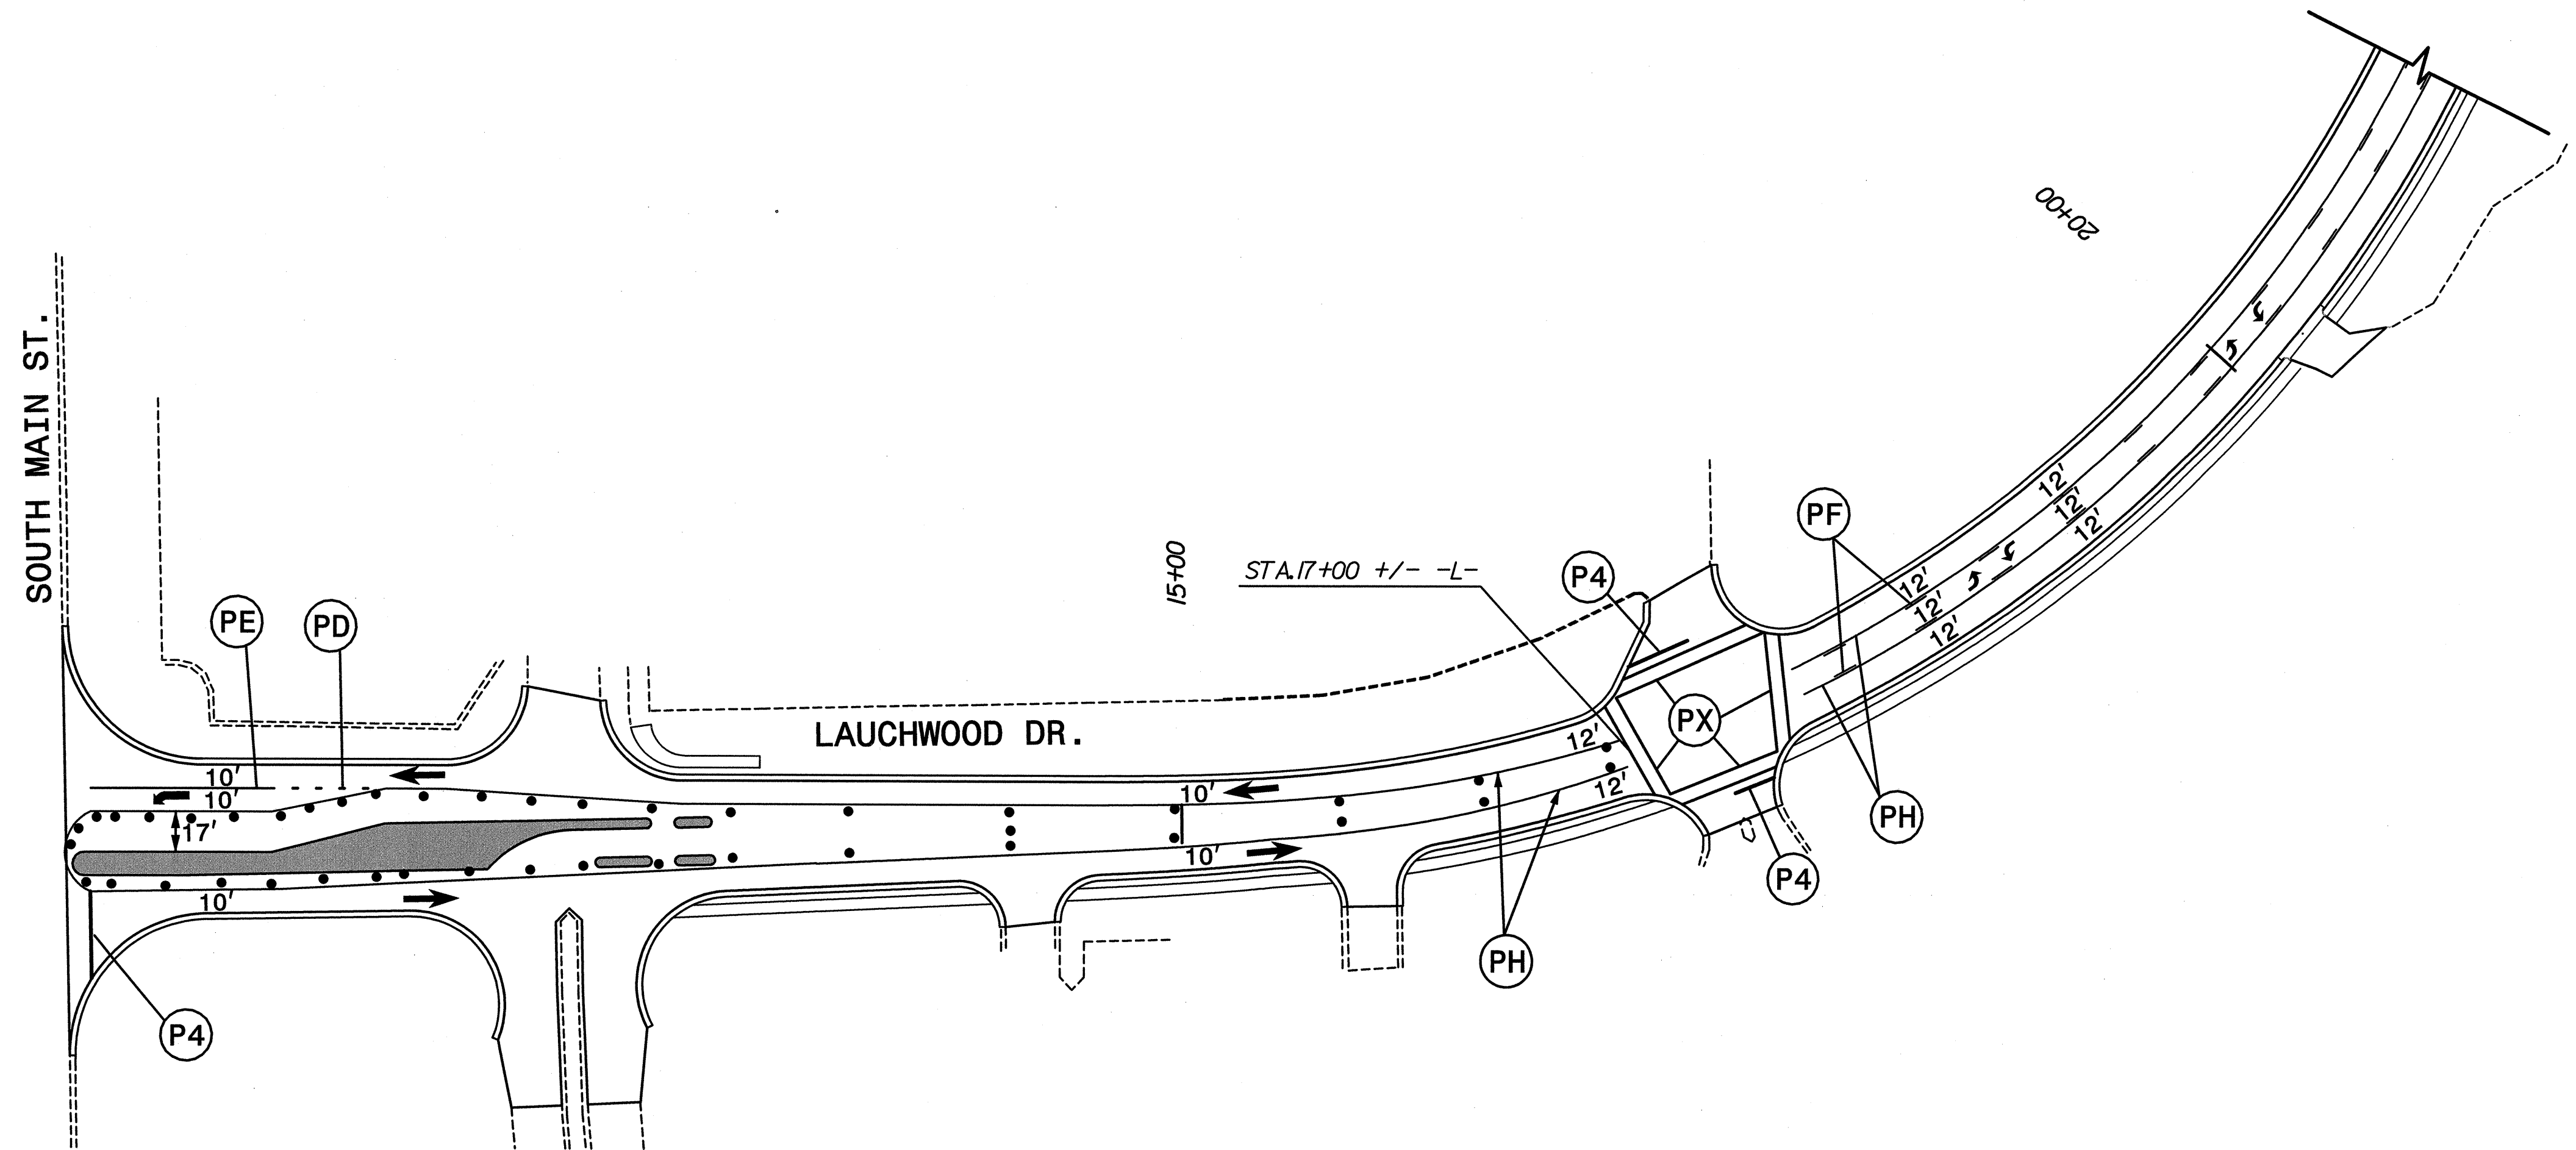 SOUTH MAIN ST.
20+00
15+00
STA.17+00 +/- -L-
LAUCHWOOD DR.
PE
PD
P4
PF
PX
PH
PH
P4
P4
10'
10'
17'
10'
10'
10'
12'
12'
12'
12'
12'
12'
12'
12'